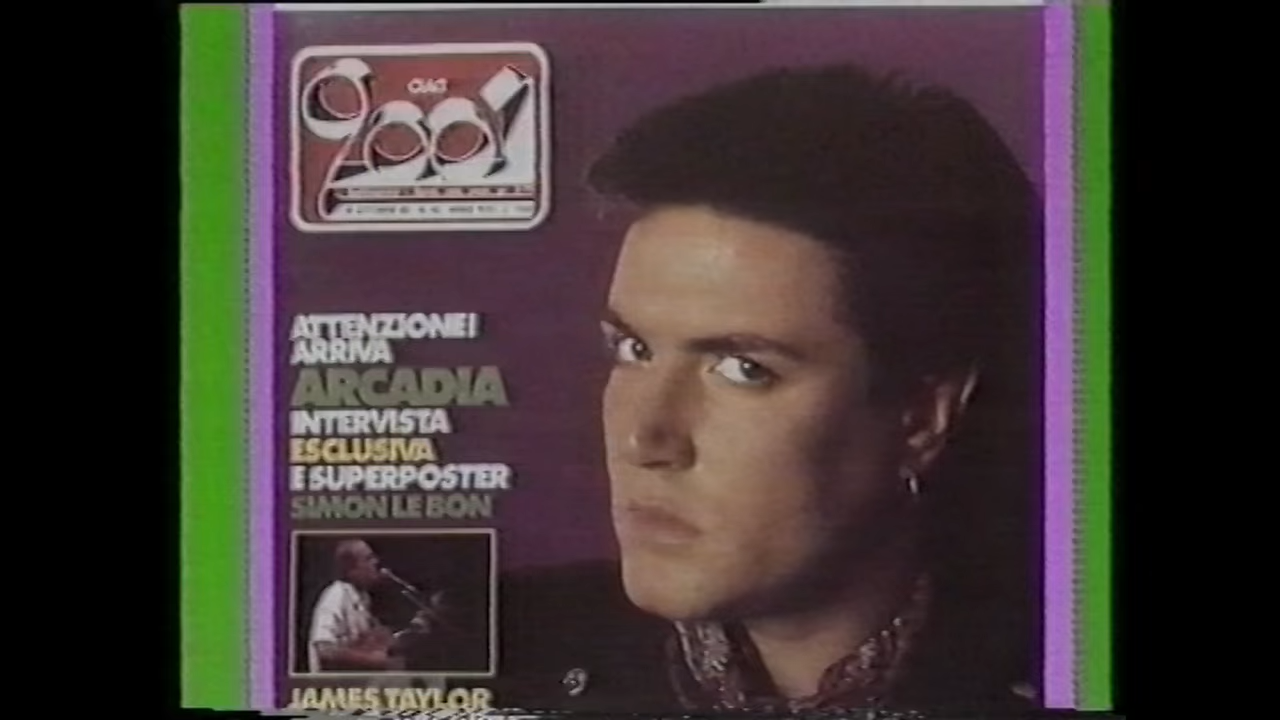 CIAO
2001
ATTENZIONE!
ARRIVA
ARCADIA
INTERVISTA
ESCLUSIVA
E SUPERPOSTER
SIMON LE BON
JAMES TAYLOR